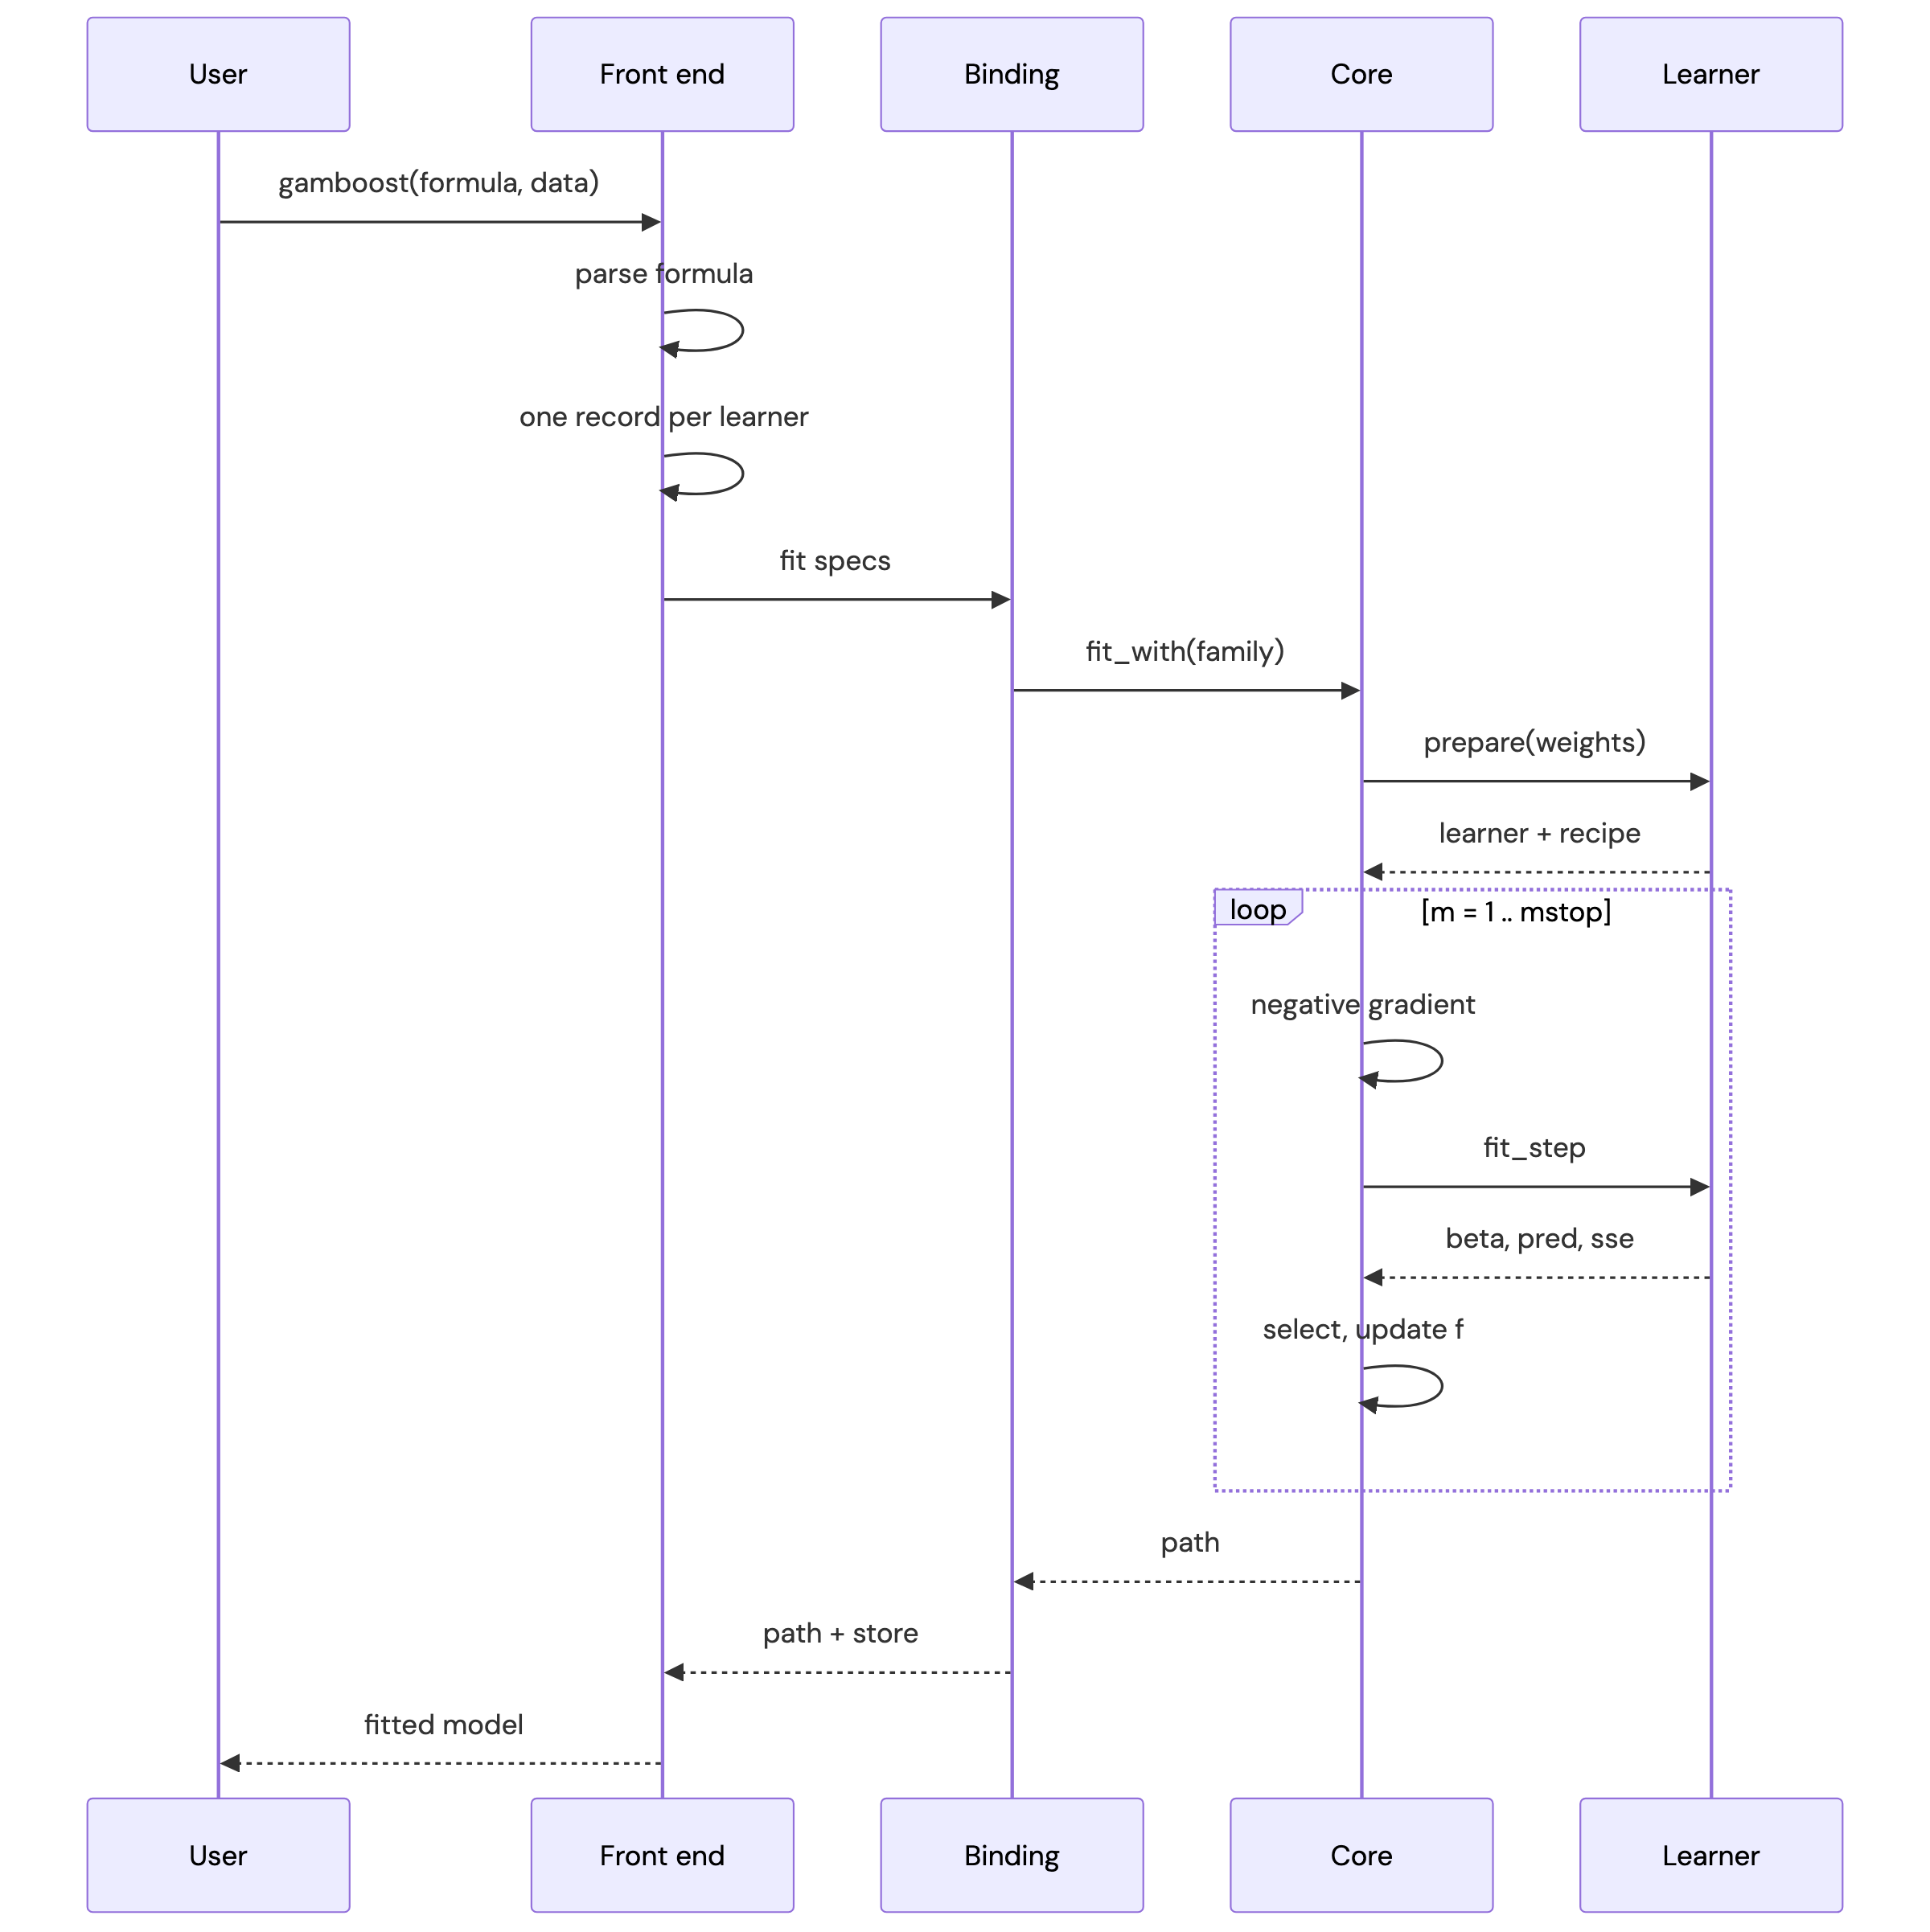 User
Front end
Binding
Core
Learner
gamboost(formula, data)
parse formula
one record per learner
fit specs
fit_with(family)
prepare(weights)
learner + recipe
loop
[m = 1 .. mstop]
negative gradient
fit_step
beta, pred, sse
select, update f
path
path + store
fitted model
User
Front end
Binding
Core
Learner